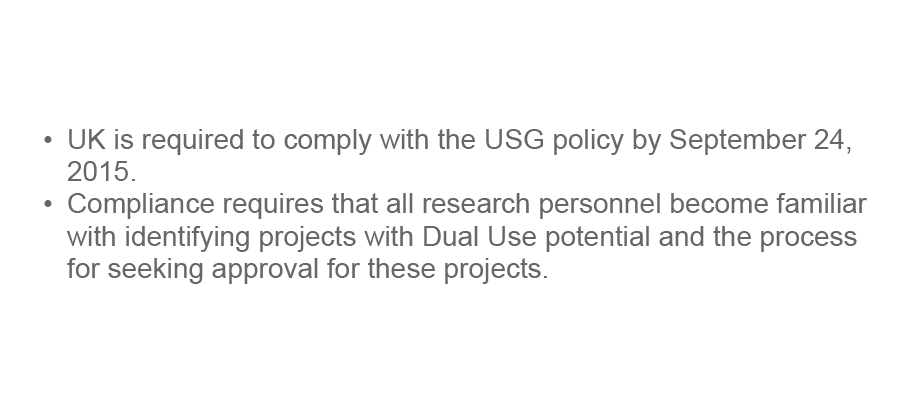 • UK is required to comply with the USG policy by September 24,
2015.
• Compliance requires that all research personnel become familiar
with identifying projects with Dual Use potential and the process
for seeking approval for these projects.